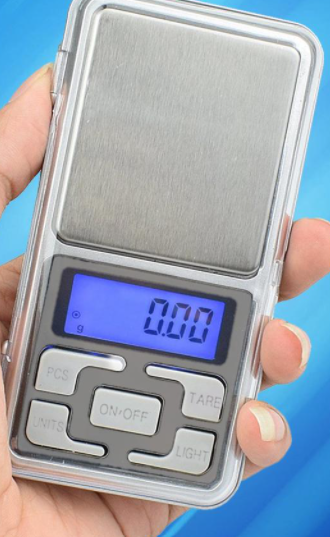 0.00
g
PCS
TARE
ON/OFF
UNITS
LIGHT